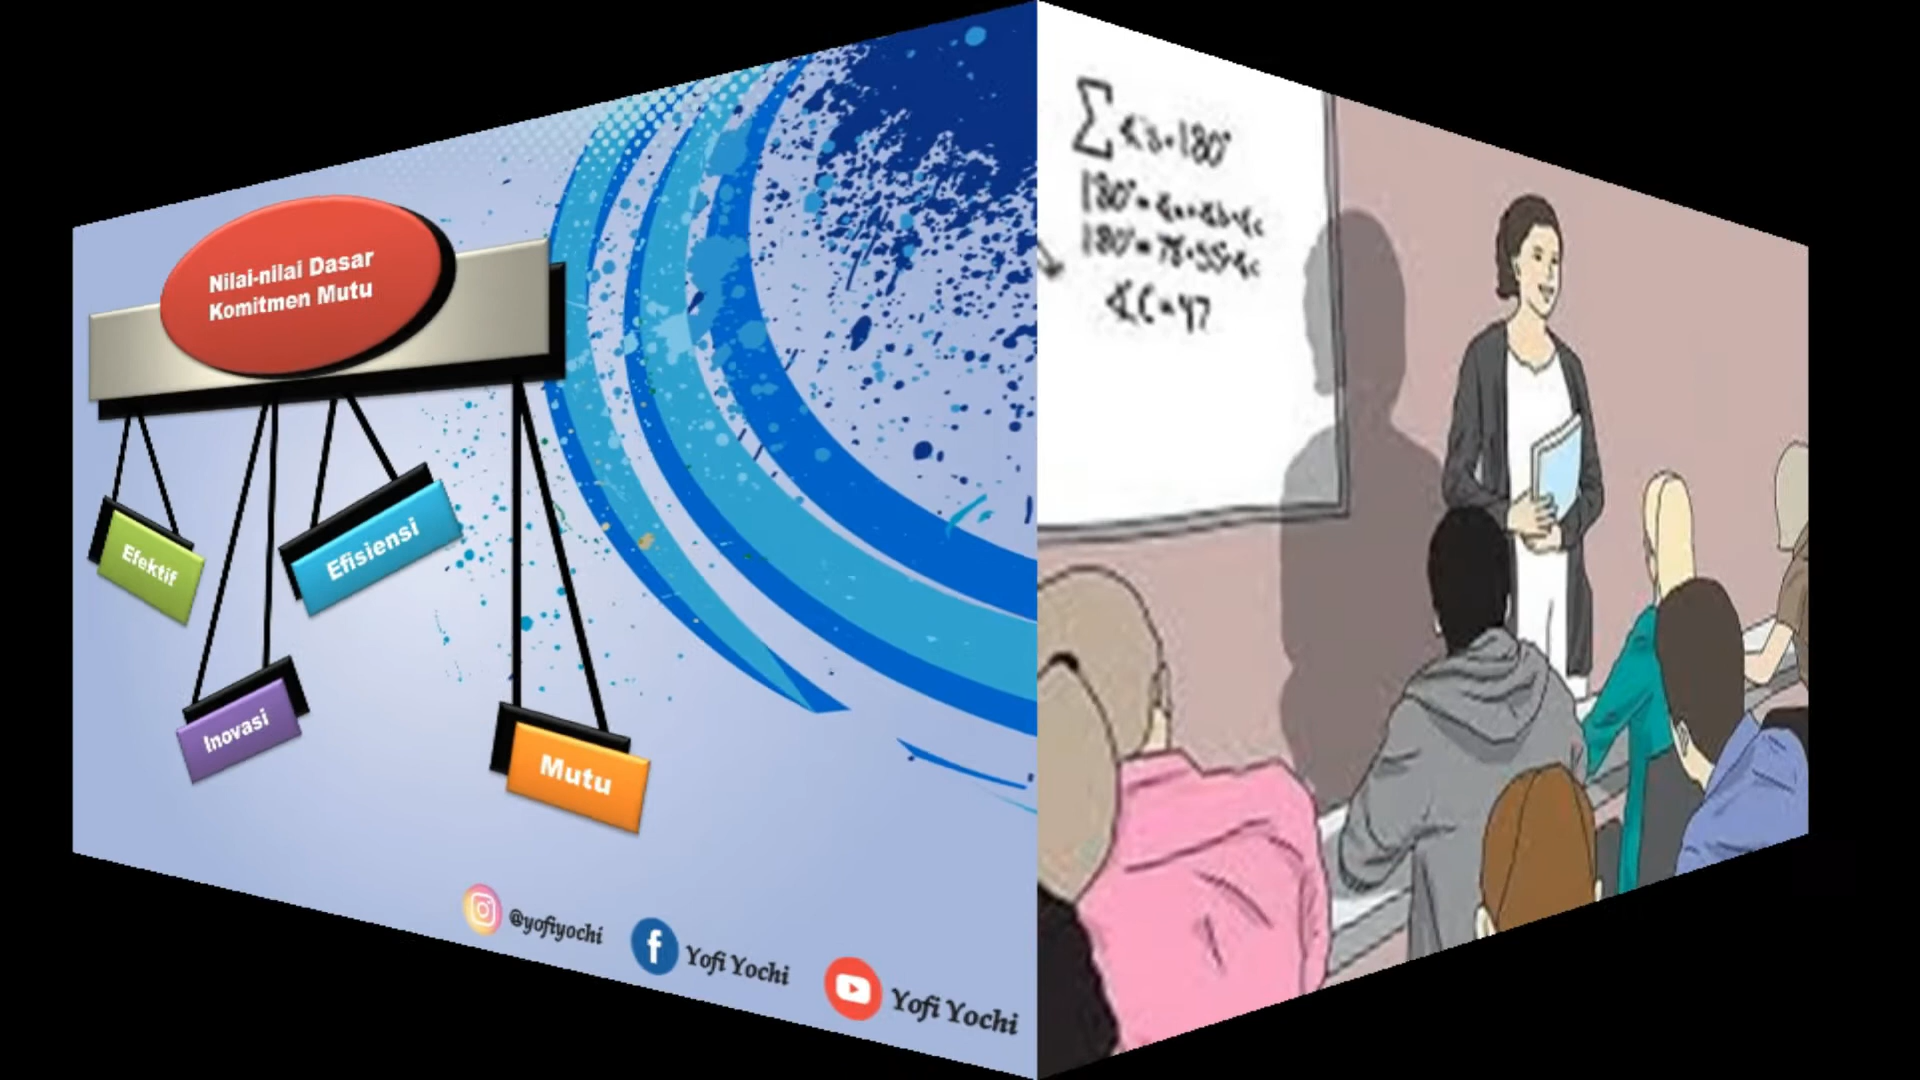 Nilai-nilai Dasar
Komitmen Mutu
Efektif
Efisiensi
Inovasi
Mutu
@yofiyochi
Yofi Yochi
Yofi Yochi
∑ ∢'s = 180°
180° = ∢a + ∢b + ∢c
180° = 78 + 55 + ∢c
∢C = 47